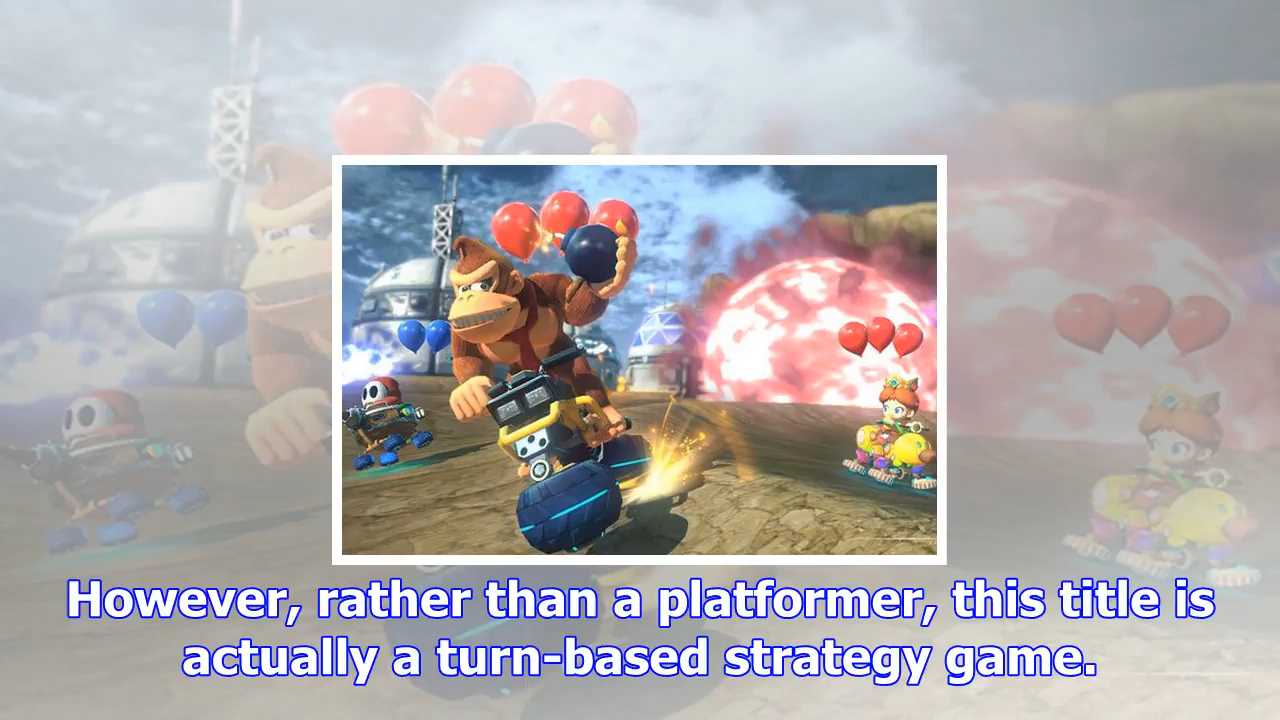 However, rather than a platformer, this title is
actually a turn-based strategy game.